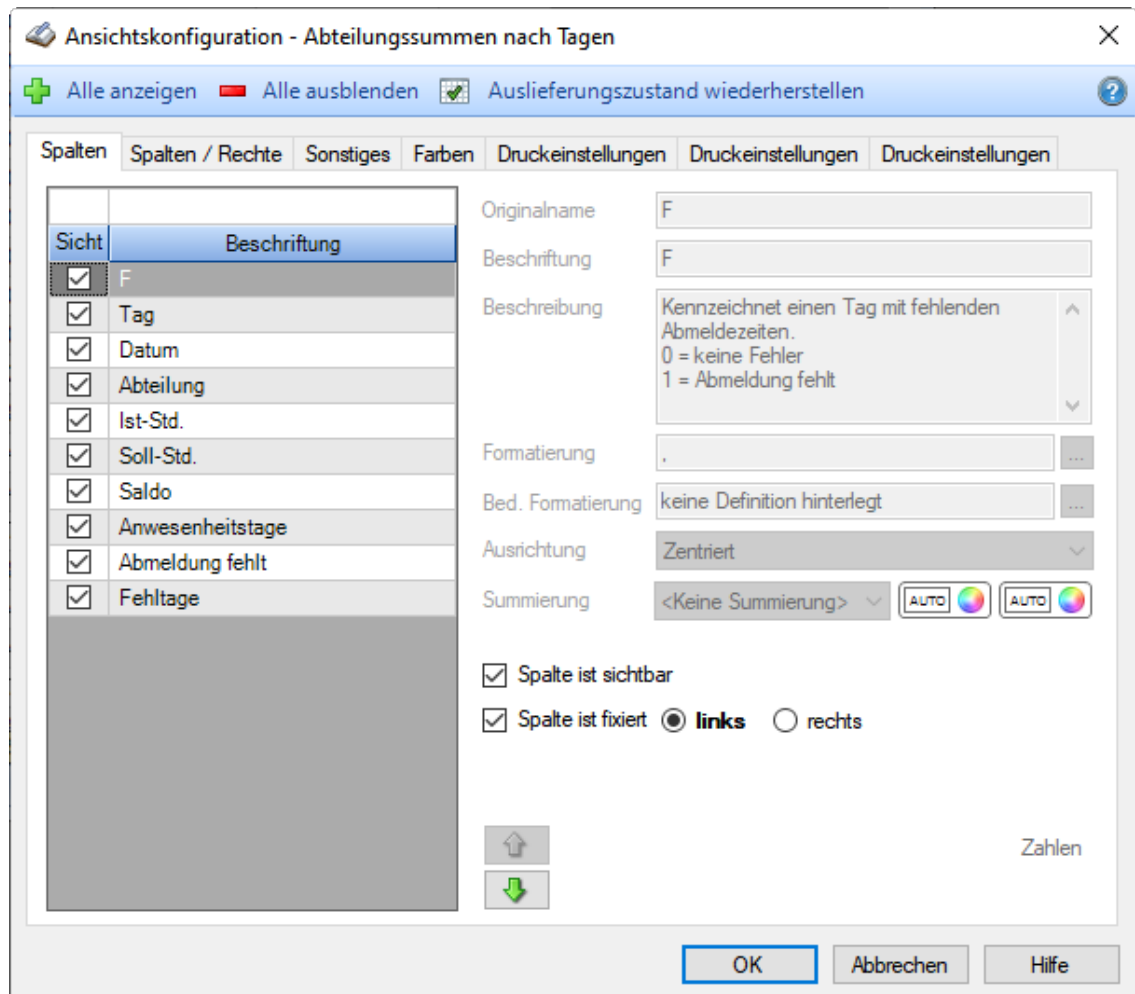 Ansichtskonfiguration - Abteilungssummen nach Tagen
Alle anzeigen Alle ausblenden Auslieferungszustand wiederherstellen ?
Spalten Spalten / Rechte Sonstiges Farben Druckeinstellungen Druckeinstellungen Druckeinstellungen
Sicht Beschriftung
F
Tag
Datum
Abteilung
Ist-Std.
Soll-Std.
Saldo
Anwesenheitstage
Abmeldung fehlt
Fehltage
Originalname F
Beschriftung F
Beschreibung Kennzeichnet einen Tag mit fehlenden
Abmeldezeiten.
0 = keine Fehler
1 = Abmeldung fehlt
Formatierung , ...
Bed. Formatierung keine Definition hinterlegt ...
Ausrichtung Zentriert
Summierung <Keine Summierung> AUTO AUTO
Spalte ist sichtbar
Spalte ist fixiert links rechts
Zahlen
OK Abbrechen Hilfe